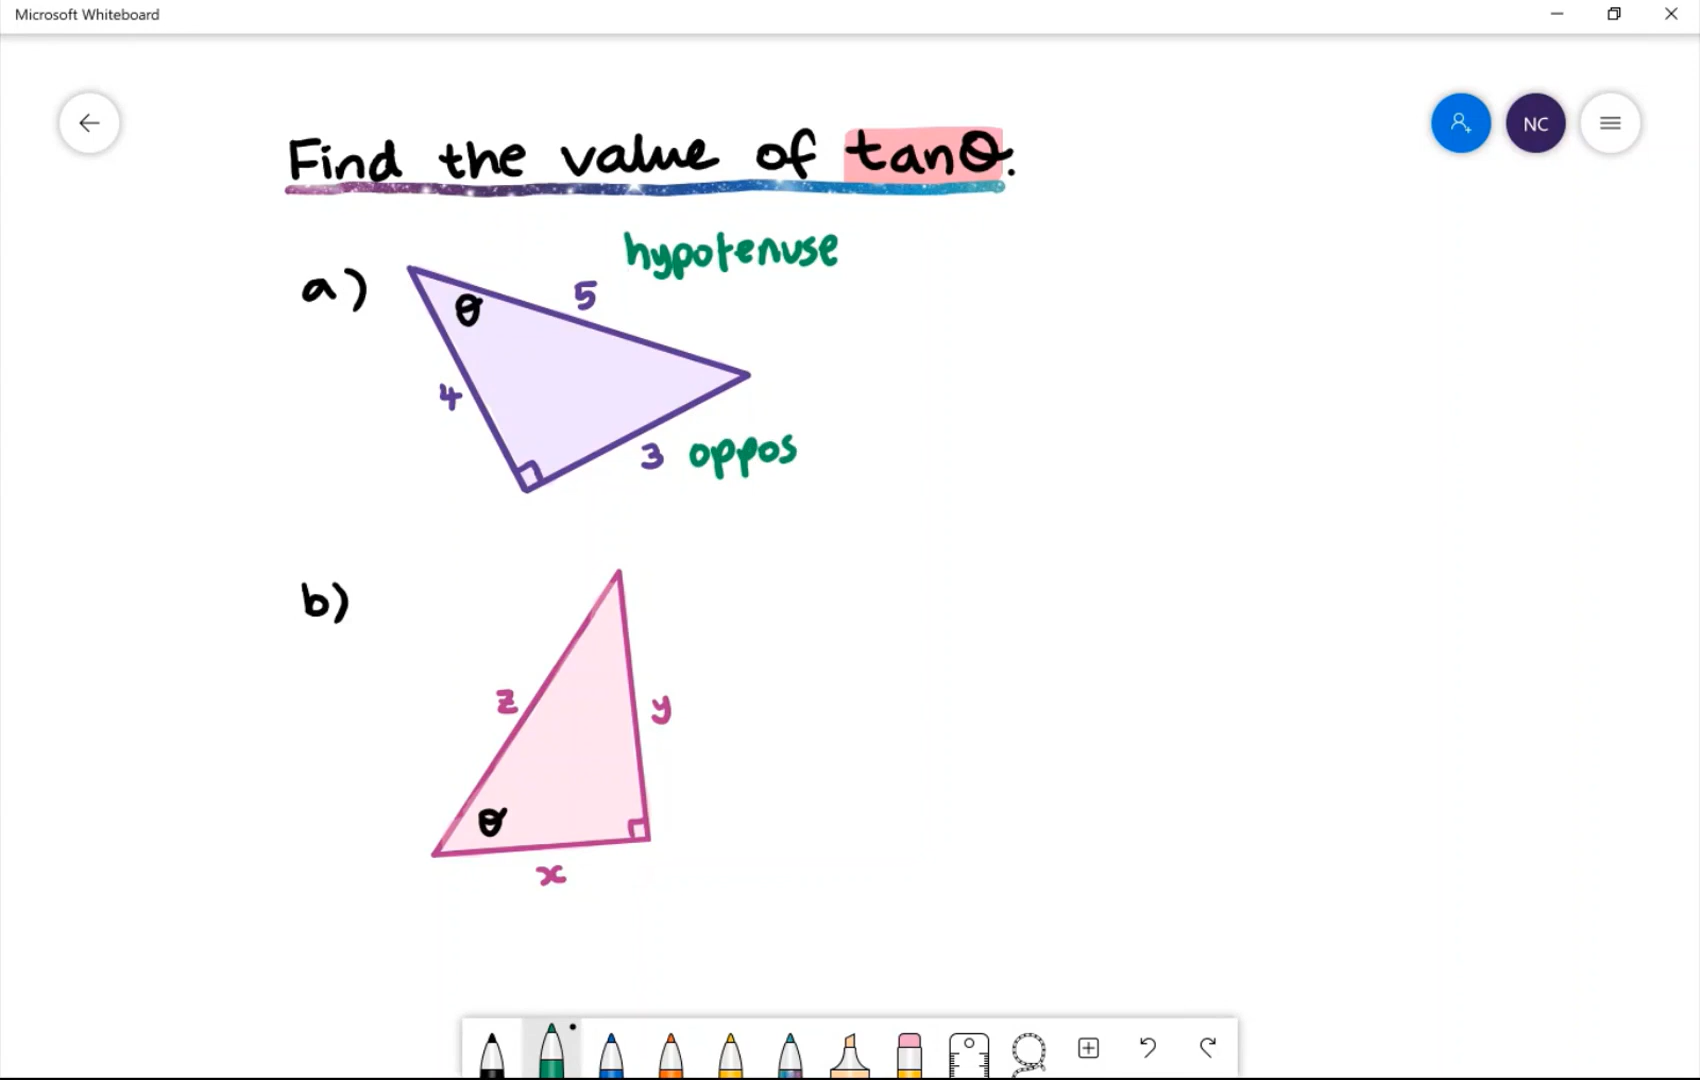 Microsoft Whiteboard
NC
Find the value of tanθ.
hypotenuse
a)
θ
5
4
3 oppos
b)
z
y
θ
x